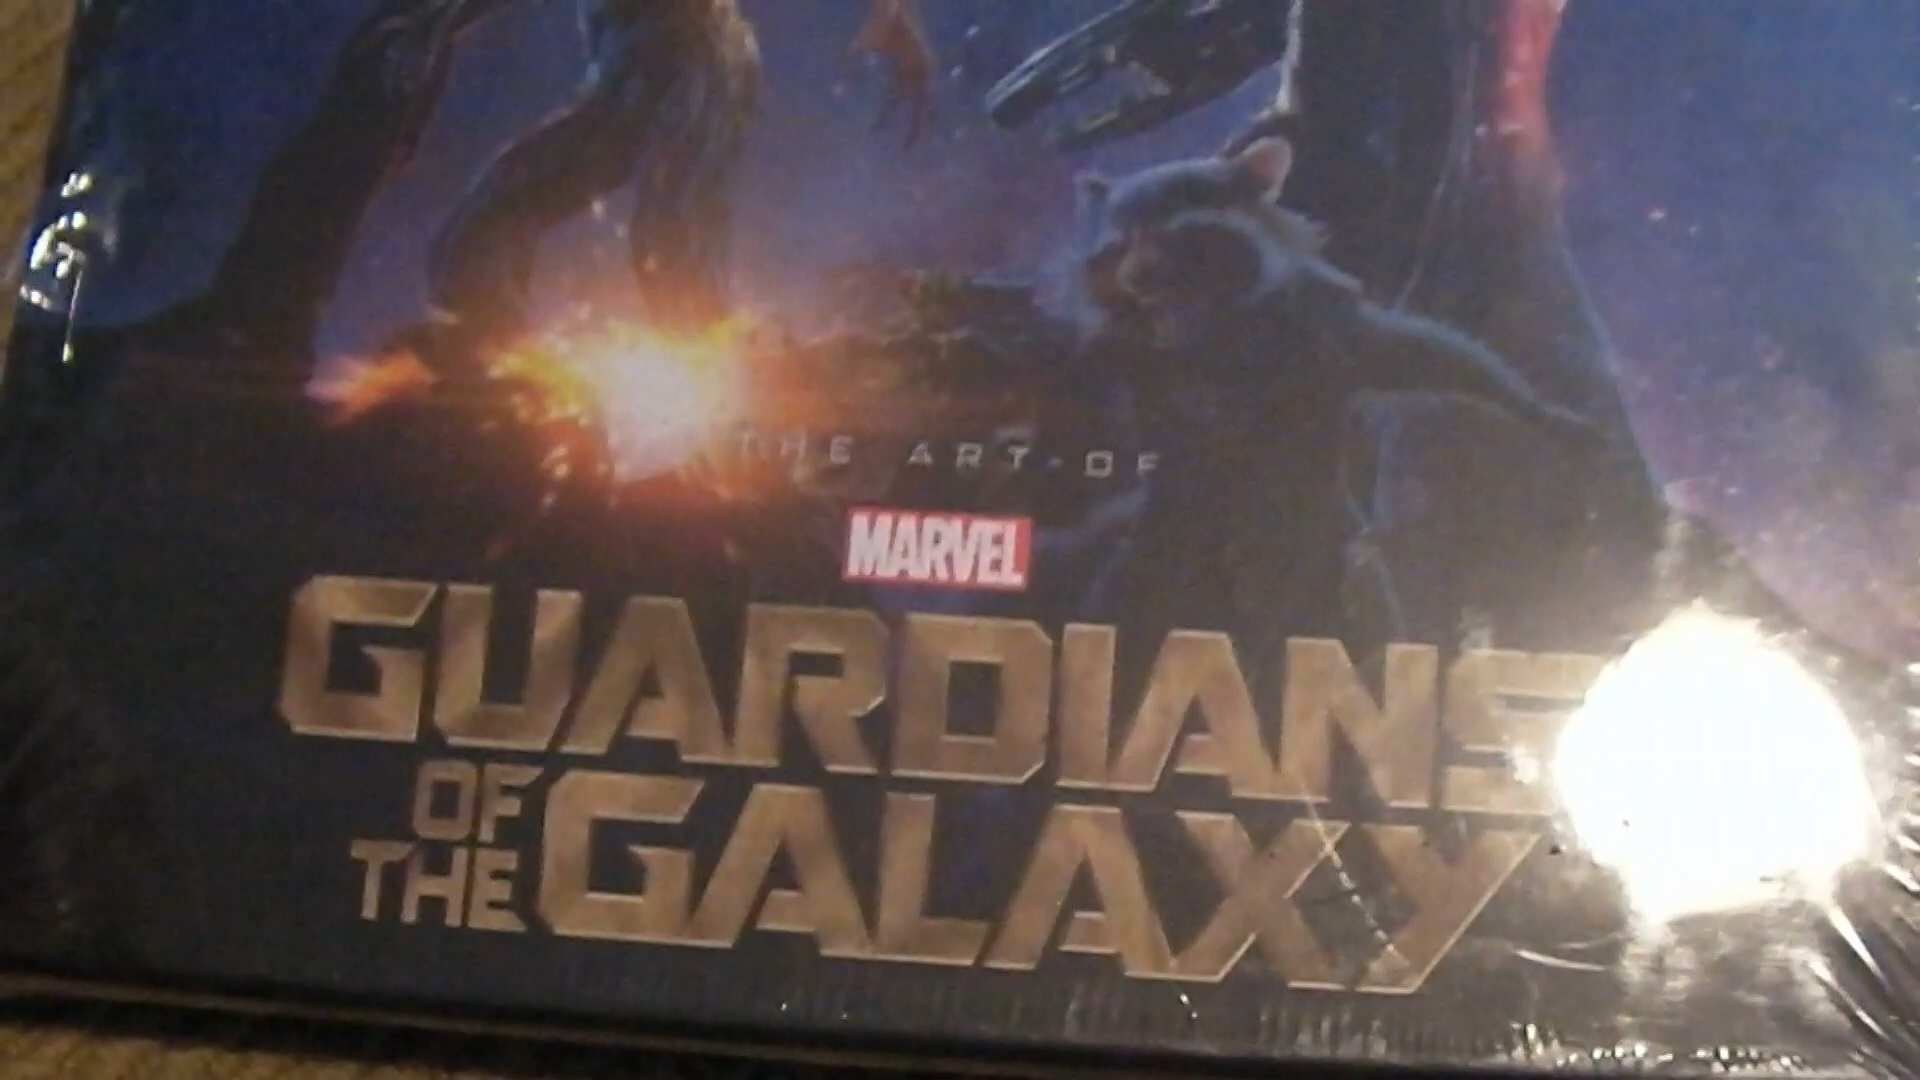 THE ART OF
MARVEL
GUARDIANS
OF
THE
GALAXY